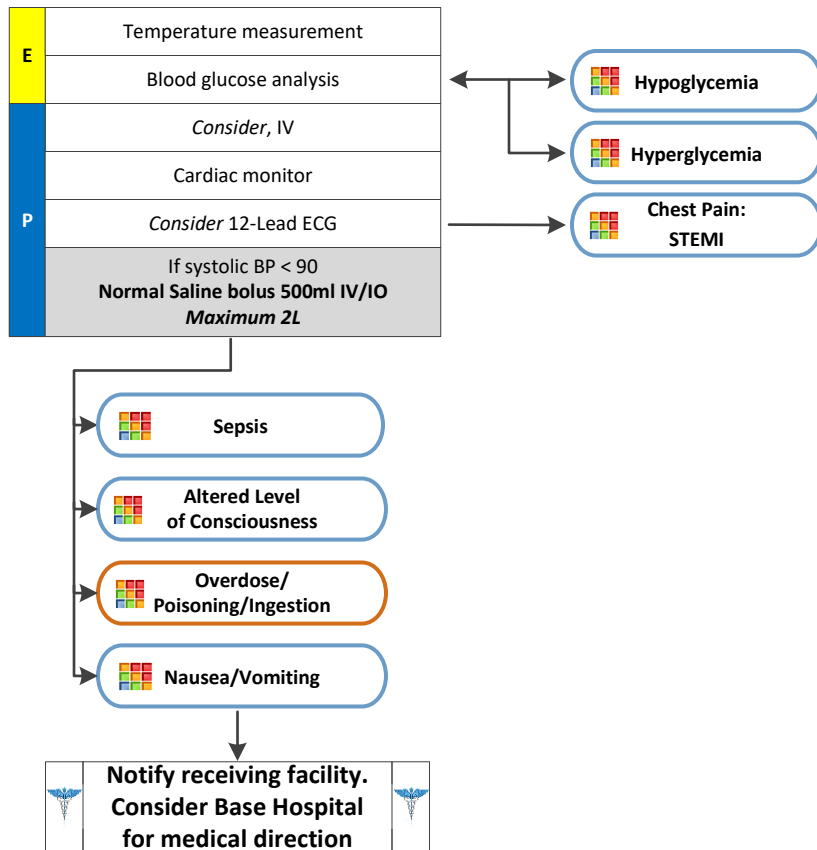 E
Temperature measurement
Blood glucose analysis
P
Consider, IV
Cardiac monitor
Consider 12-Lead ECG
If systolic BP < 90
Normal Saline bolus 500ml IV/IO
Maximum 2L
Hypoglycemia
Hyperglycemia
Chest Pain:
STEMI
Sepsis
Altered Level
of Consciousness
Overdose/
Poisoning/Ingestion
Nausea/Vomiting
Notify receiving facility.
Consider Base Hospital
for medical direction